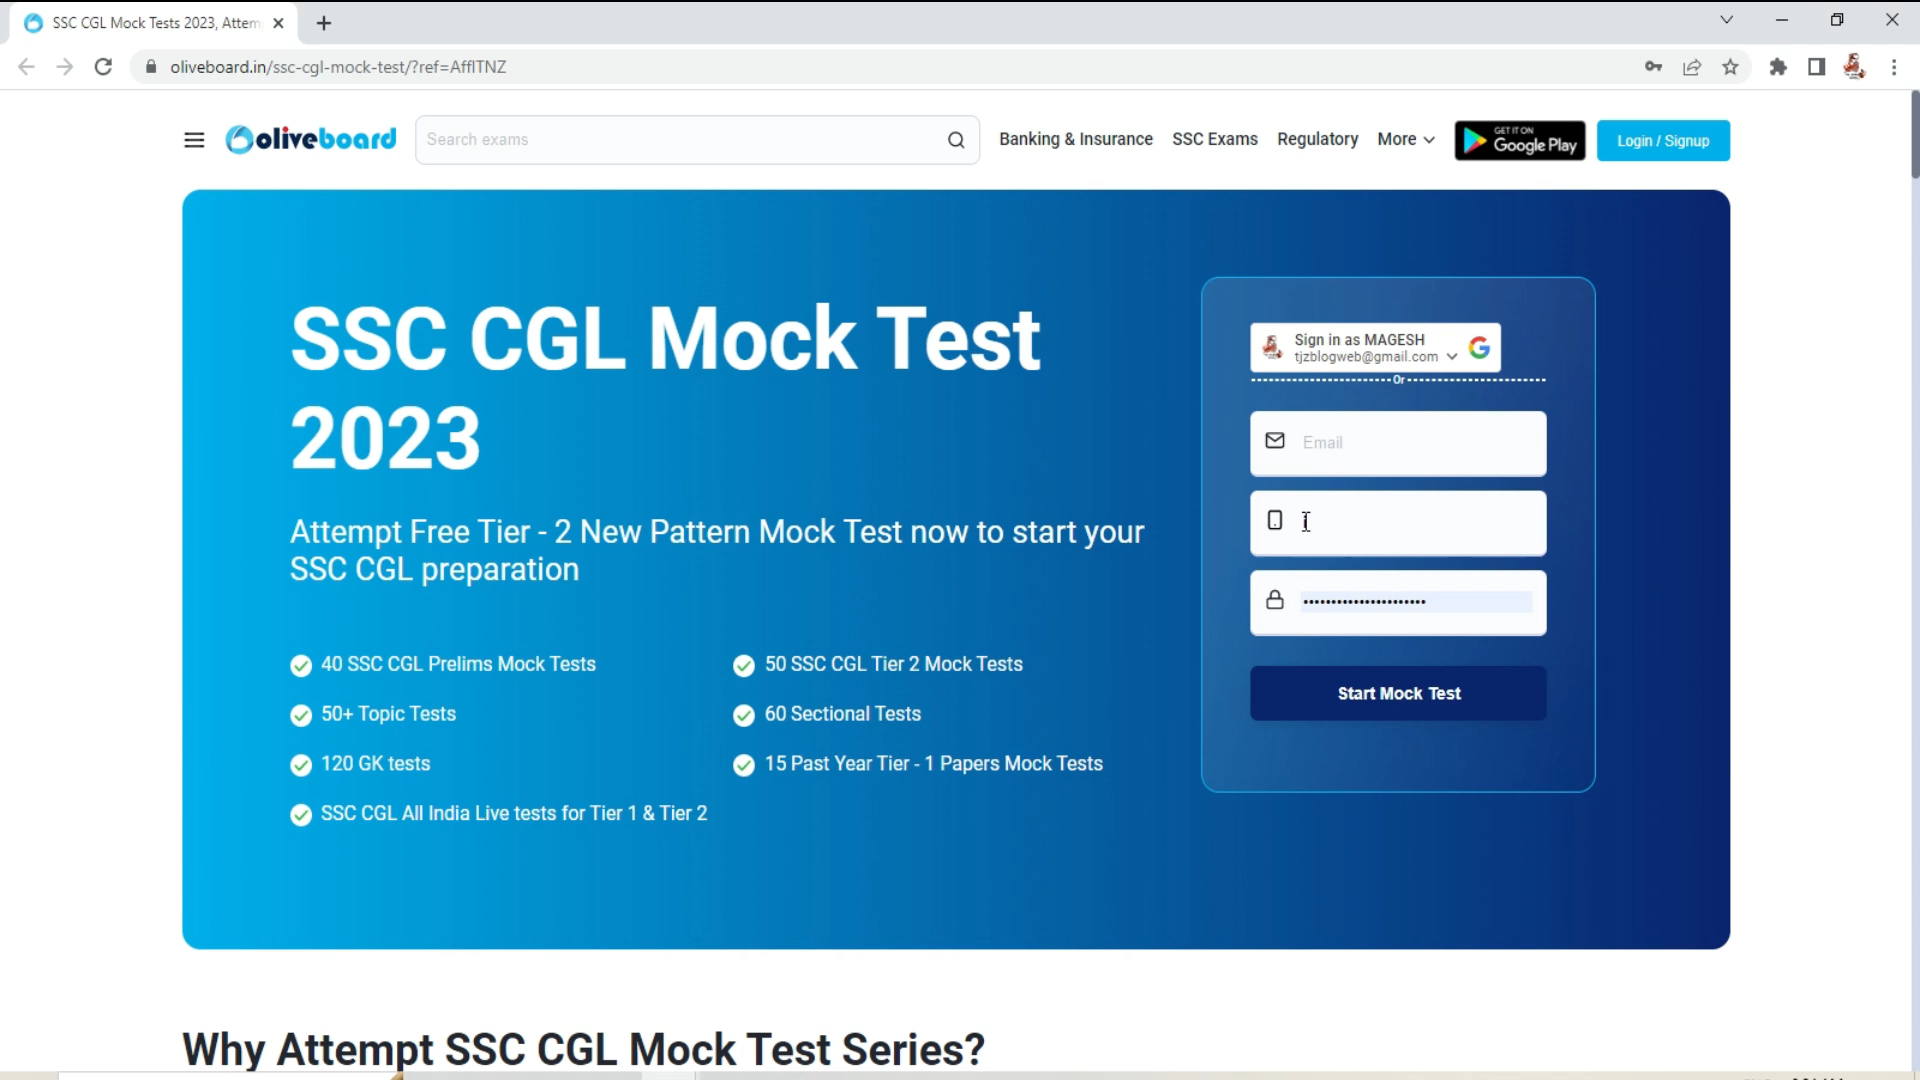 SSC CGL Mock Tests 2023, Attem
oliveboard.in/ssc-cgl-mock-test/?ref=AfflTNZ
oliveboard
Search exams
Banking & Insurance
SSC Exams
Regulatory
More
GET IT ON
Google Play
Login / Signup
SSC CGL Mock Test
2023
Attempt Free Tier - 2 New Pattern Mock Test now to start your
SSC CGL preparation
40 SSC CGL Prelims Mock Tests
50 SSC CGL Tier 2 Mock Tests
50+ Topic Tests
60 Sectional Tests
120 GK tests
15 Past Year Tier - 1 Papers Mock Tests
SSC CGL All India Live tests for Tier 1 & Tier 2
Sign in as MAGESH
tjzblogweb@gmail.com
Or
Email
Start Mock Test
Why Attempt SSC CGL Mock Test Series?